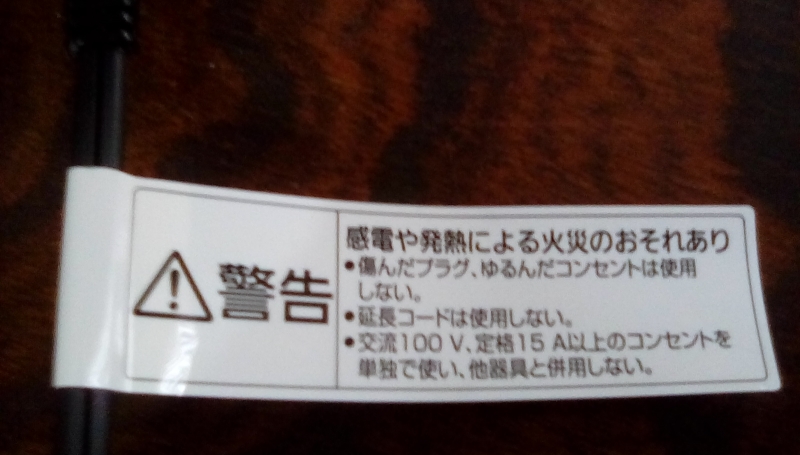 警告
感電や発熱による火災のおそれあり
●傷んだプラグ、ゆるんだコンセントは使用
しない。
●延長コードは使用しない。
●交流100 V、定格15 A以上のコンセントを
単独で使い、他器具と併用しない。